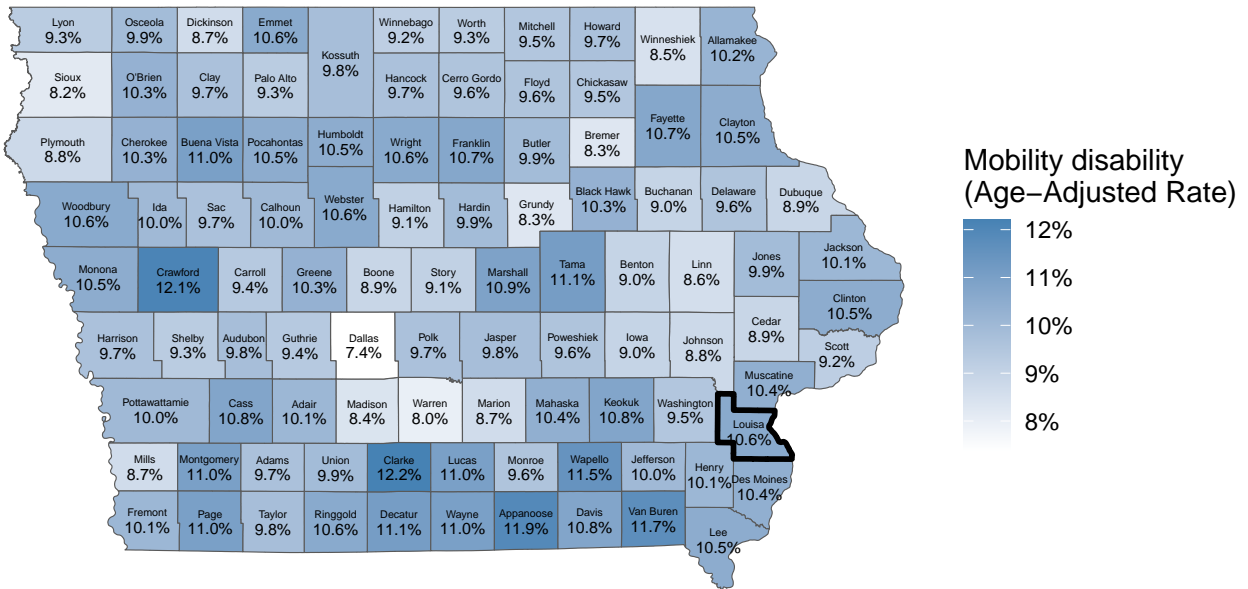 Lyon
9.3%
Osceola
9.9%
Dickinson
8.7%
Emmet
10.6%
Kossuth
9.8%
Winnebago
9.2%
Worth
9.3%
Mitchell
9.5%
Howard
9.7%
Winneshiek
8.5%
Allamakee
10.2%
Sioux
8.2%
O'Brien
10.3%
Clay
9.7%
Palo Alto
9.3%
Hancock
9.7%
Cerro Gordo
9.6%
Floyd
9.6%
Chickasaw
9.5%
Plymouth
8.8%
Cherokee
10.3%
Buena Vista
11.0%
Pocahontas
10.5%
Humboldt
10.5%
Wright
10.6%
Franklin
10.7%
Butler
9.9%
Bremer
8.3%
Fayette
10.7%
Clayton
10.5%
Woodbury
10.6%
Ida
10.0%
Sac
9.7%
Calhoun
10.0%
Webster
10.6%
Hamilton
9.1%
Hardin
9.9%
Grundy
8.3%
Black Hawk
10.3%
Buchanan
9.0%
Delaware
9.6%
Dubuque
8.9%
Monona
10.5%
Crawford
12.1%
Carroll
9.4%
Greene
10.3%
Boone
8.9%
Story
9.1%
Marshall
10.9%
Tama
11.1%
Benton
9.0%
Linn
8.6%
Jones
9.9%
Jackson
10.1%
Clinton
10.5%
Harrison
9.7%
Shelby
9.3%
Audubon
9.8%
Guthrie
9.4%
Dallas
7.4%
Polk
9.7%
Jasper
9.8%
Poweshiek
9.6%
Iowa
9.0%
Johnson
8.8%
Cedar
8.9%
Scott
9.2%
Muscatine
10.4%
Pottawattamie
10.0%
Cass
10.8%
Adair
10.1%
Madison
8.4%
Warren
8.0%
Marion
8.7%
Mahaska
10.4%
Keokuk
10.8%
Washington
9.5%
Louisa
10.6%
Mills
8.7%
Montgomery
11.0%
Adams
9.7%
Union
9.9%
Clarke
12.2%
Lucas
11.0%
Monroe
9.6%
Wapello
11.5%
Jefferson
10.0%
Henry
10.1%
Des Moines
10.4%
Fremont
10.1%
Page
11.0%
Taylor
9.8%
Ringgold
10.6%
Decatur
11.1%
Wayne
11.0%
Appanoose
11.9%
Davis
10.8%
Van Buren
11.7%
Lee
10.5%
Mobility disability
(Age−Adjusted Rate)
12%
11%
10%
9%
8%